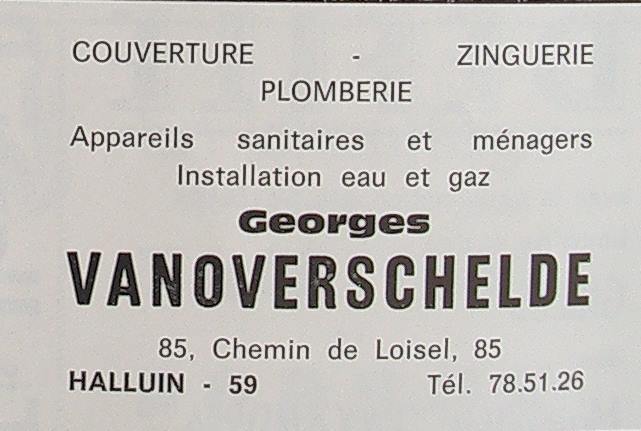 COUVERTURE - ZINGUERIE
PLOMBERIE
Appareils sanitaires et ménagers
Installation eau et gaz
Georges
VANOVERSCHELDE
85, Chemin de Loisel, 85
HALLUIN - 59 Tél. 78.51.26